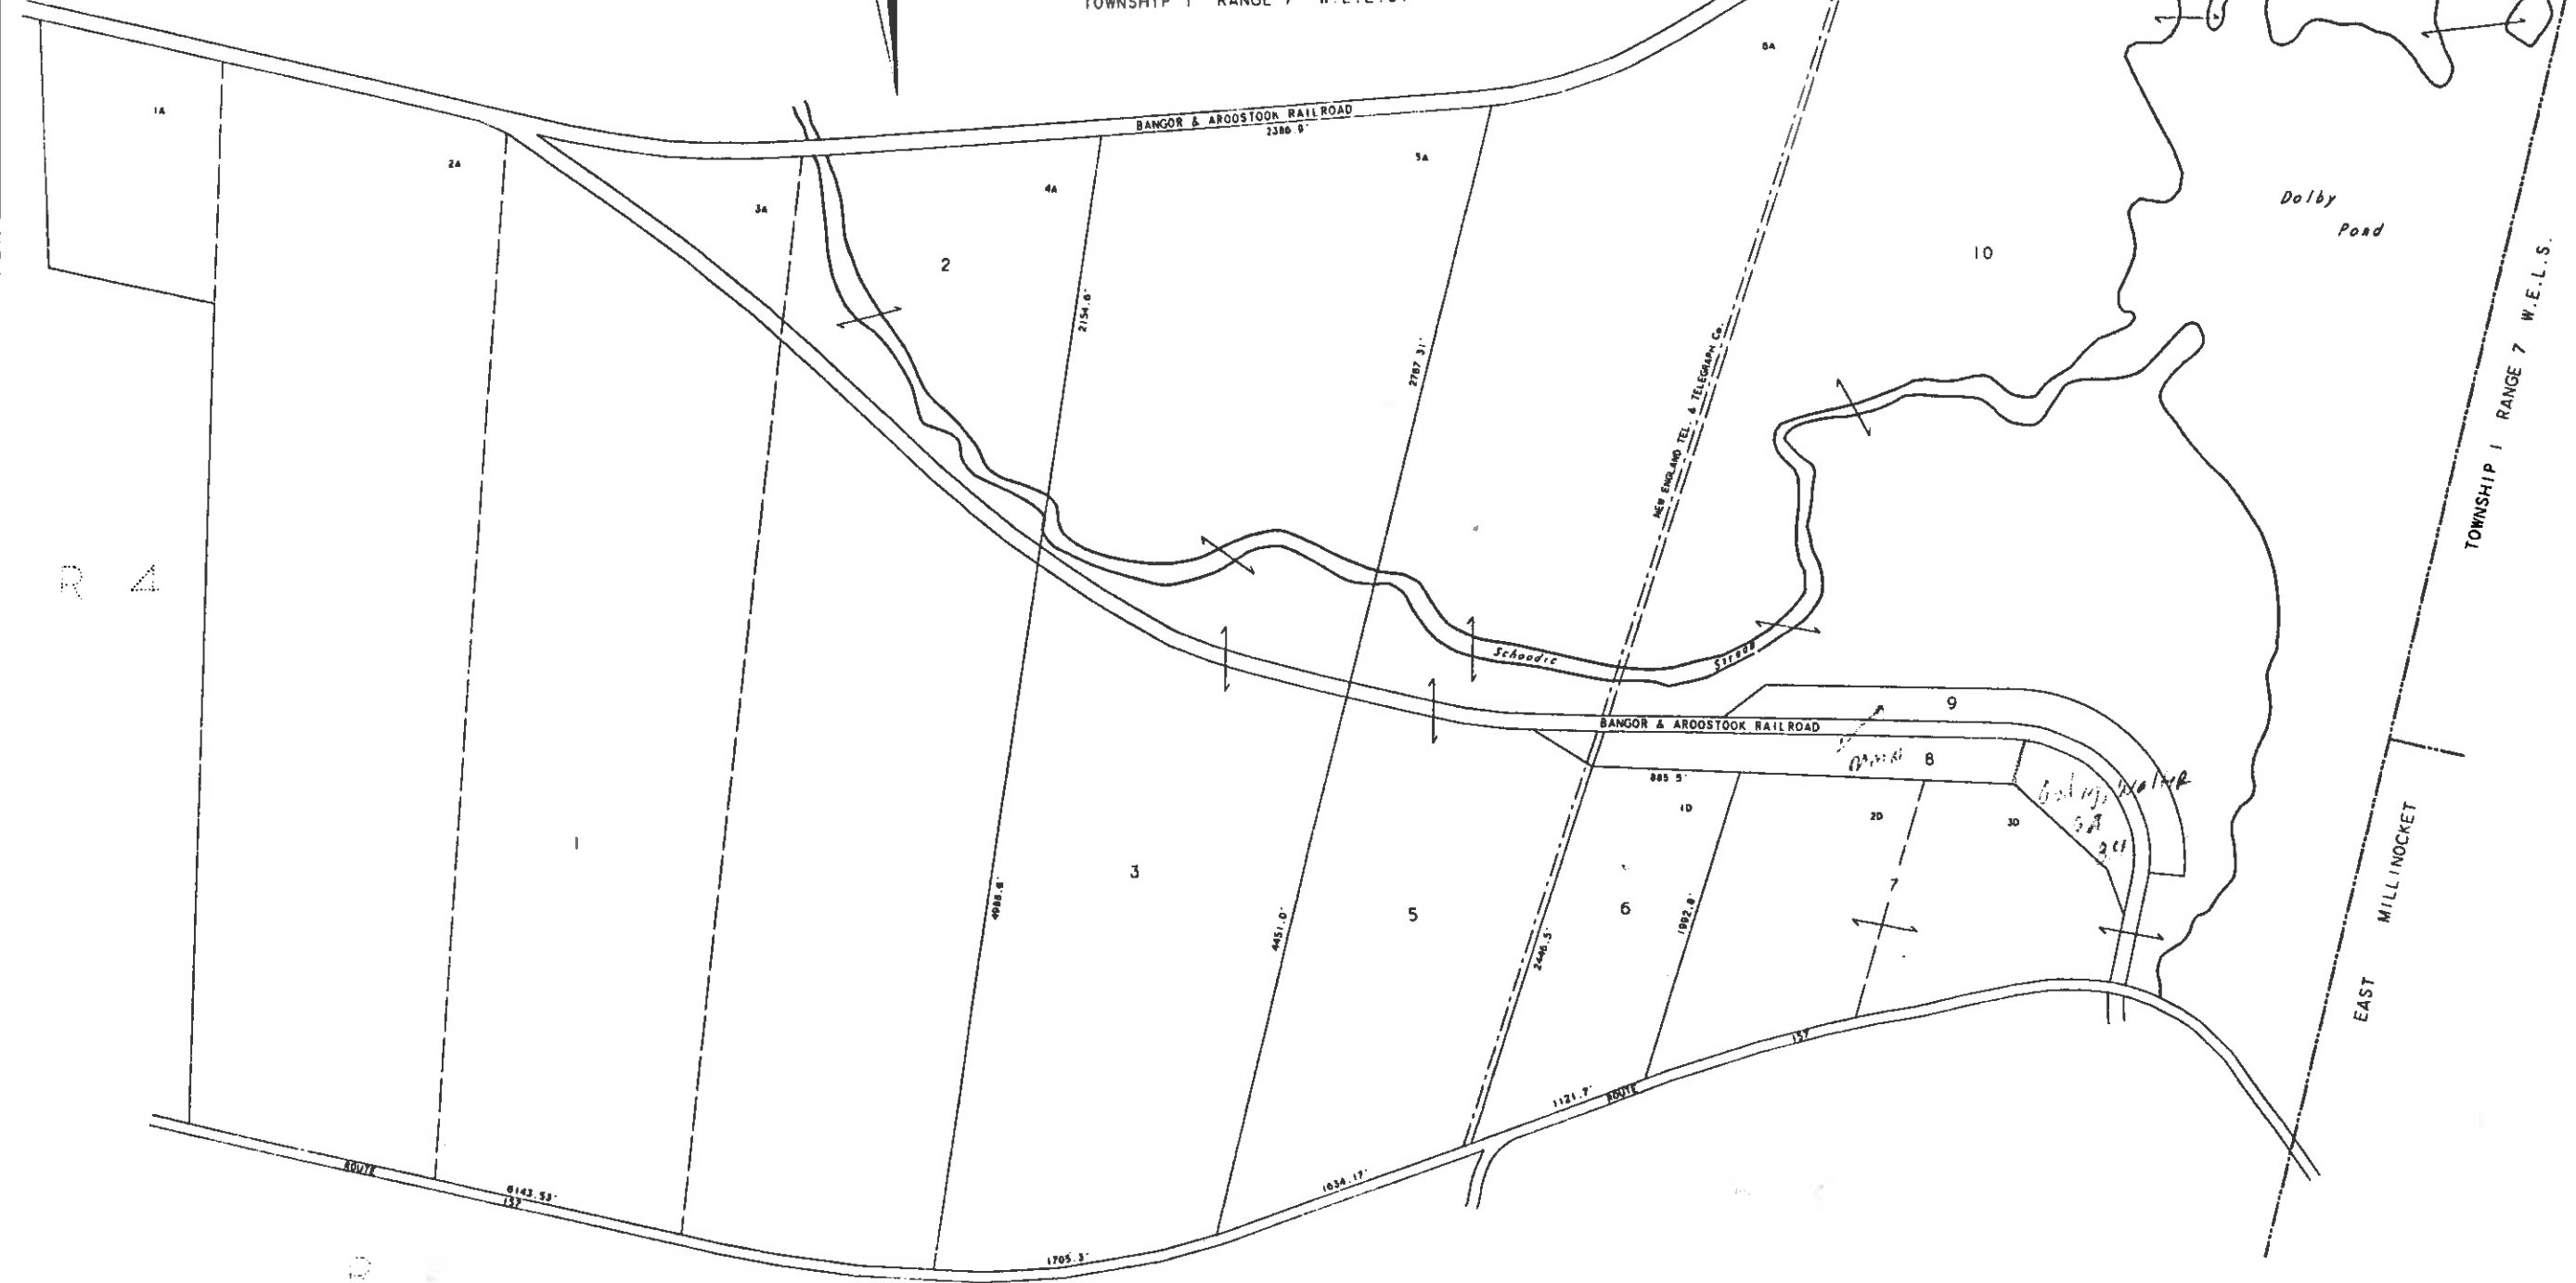 TOWNSHIP 1 RANGE 7 W.E.L.S.
6A
1A
BANGOR & AROOSTOOK RAILROAD
2386.9'
2A
5A
4A
3A
Dolby
Pond
2
10
2154.6'
2787.31'
NEW ENGLAND TEL. & TELEGRAPH Co.
TOWNSHIP 1 RANGE 7 W.E.L.S.
R 4
Schoodic Stream
9
BANGOR & AROOSTOOK RAILROAD
8
885.5'
1D
2D
3D
1
3
5
6
7
4988.6'
4451.0'
2446.5'
1992.8'
EAST MILLINOCKET
ROUTE 157
1121.7'
ROUTE
157
6143.53'
1634.17'
1705.3'
R